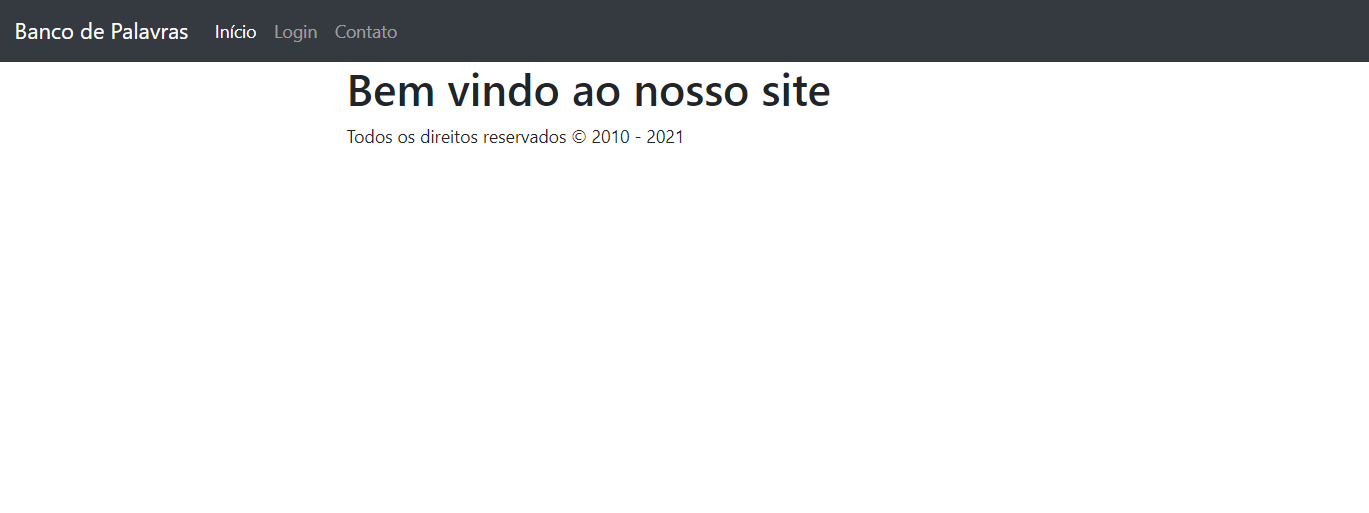 Banco de Palavras Início Login Contato
Bem vindo ao nosso site
Todos os direitos reservados © 2010 - 2021